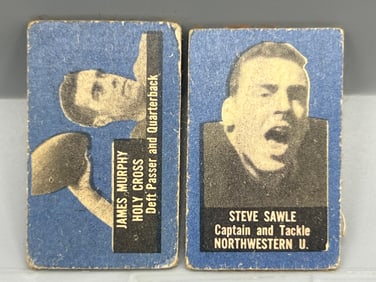 JAMES MURPHY
HOLY CROSS
Deft Passer and Quarterback
STEVE SAWLE
Captain and Tackle
NORTHWESTERN U.